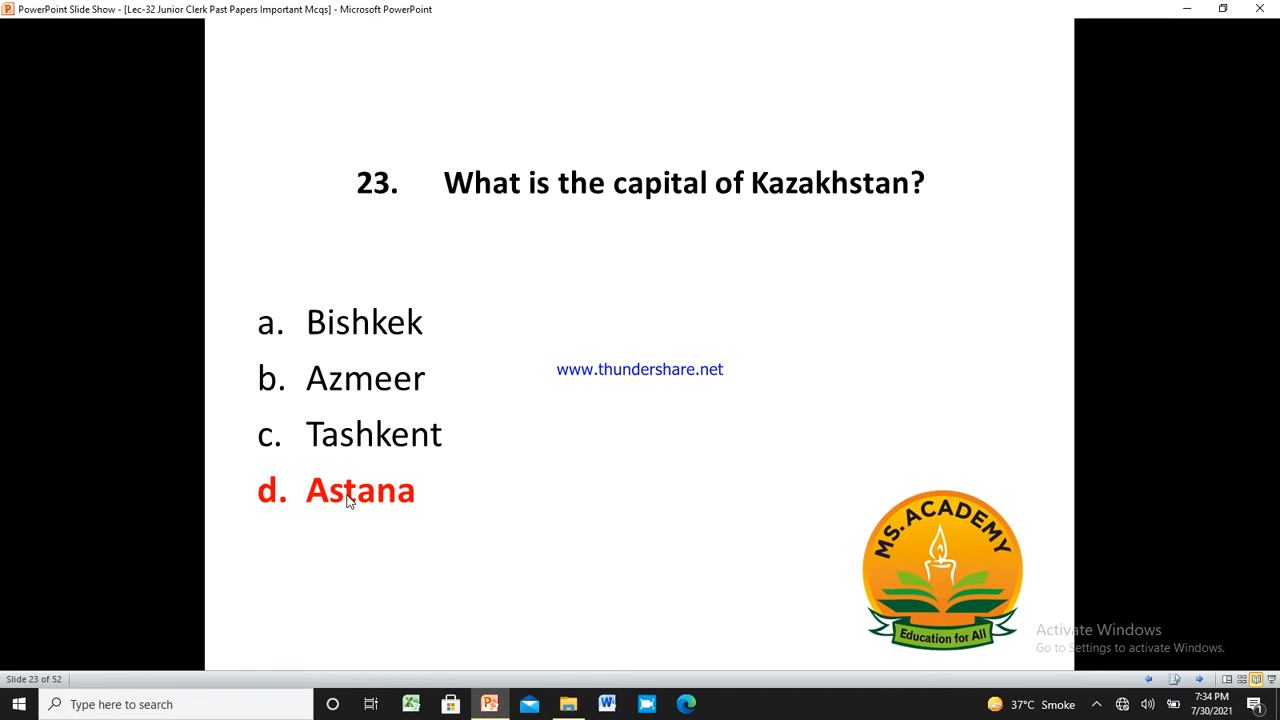 PowerPoint Slide Show - [Lec-32 Junior Clerk Past Papers Important Mcqs] - Microsoft PowerPoint
23. What is the capital of Kazakhstan?
a. Bishkek
b. Azmeer
www.thundershare.net
c. Tashkent
d. Astana
MS.ACADEMY
Education for All
Activate Windows
Go to Settings to activate Windows.
Slide 23 of 52
Type here to search
37°C Smoke
7:34 PM
7/30/2021